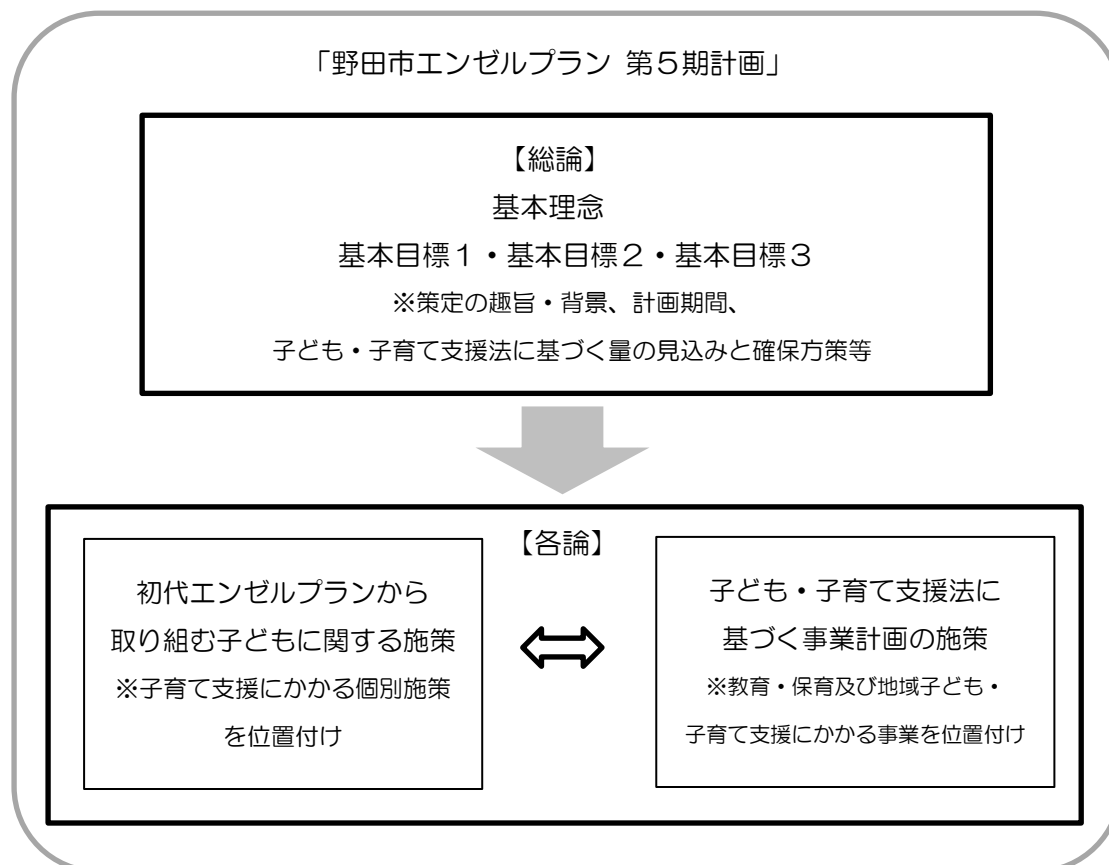 「野田市エンゼルプラン 第５期計画」
【総論】
基本理念
基本目標１・基本目標２・基本目標３
※策定の趣旨・背景、計画期間、
子ども・子育て支援法に基づく量の見込みと確保方策等
【各論】
初代エンゼルプランから
取り組む子どもに関する施策
※子育て支援にかかる個別施策
を位置付け
子ども・子育て支援法に
基づく事業計画の施策
※教育・保育及び地域子ども・
子育て支援にかかる事業を位置付け